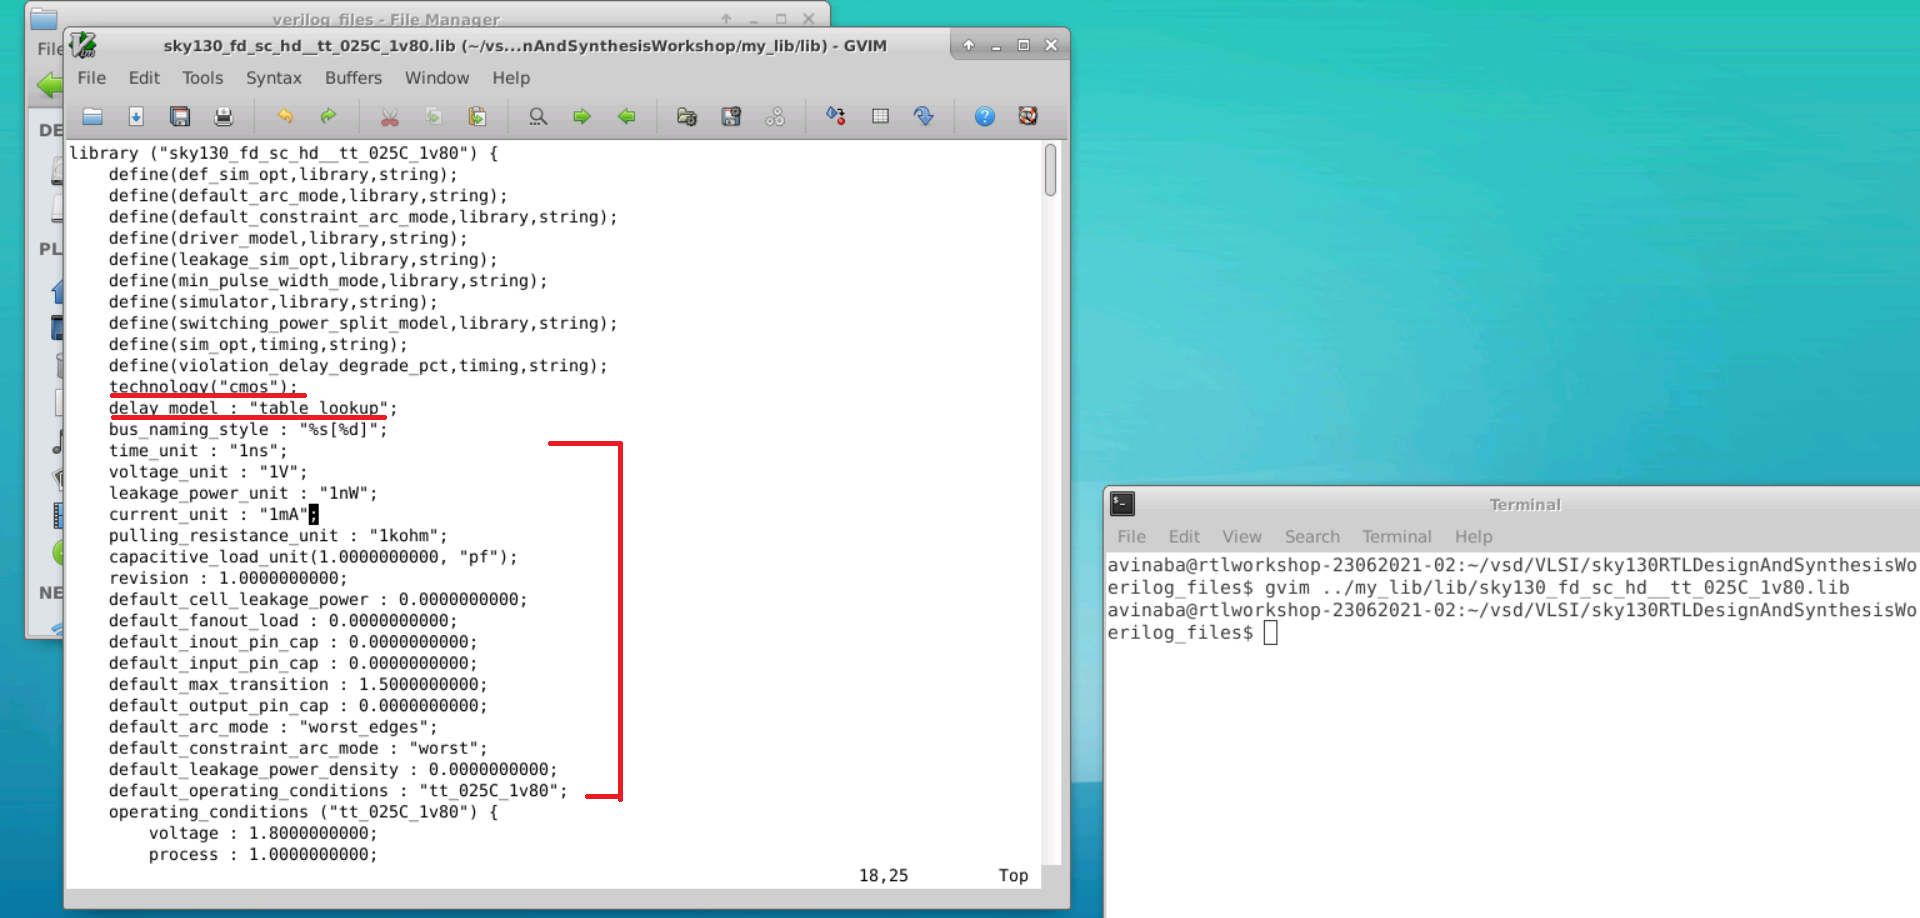 verilog_files - File Manager
File
DE
PL
NE
sky130_fd_sc_hd__tt_025C_1v80.lib (~/vs...nAndSynthesisWorkshop/my_lib/lib) - GVIM
File Edit Tools Syntax Buffers Window Help
library ("sky130_fd_sc_hd__tt_025C_1v80") {
    define(def_sim_opt,library,string);
    define(default_arc_mode,library,string);
    define(default_constraint_arc_mode,library,string);
    define(driver_model,library,string);
    define(leakage_sim_opt,library,string);
    define(min_pulse_width_mode,library,string);
    define(simulator,library,string);
    define(switching_power_split_model,library,string);
    define(sim_opt,timing,string);
    define(violation_delay_degrade_pct,timing,string);
    technology("cmos");
    delay_model : "table_lookup";
    bus_naming_style : "%s[%d]";
    time_unit : "1ns";
    voltage_unit : "1V";
    leakage_power_unit : "1nW";
    current_unit : "1mA";
    pulling_resistance_unit : "1kohm";
    capacitive_load_unit(1.0000000000, "pf");
    revision : 1.0000000000;
    default_cell_leakage_power : 0.0000000000;
    default_fanout_load : 0.0000000000;
    default_inout_pin_cap : 0.0000000000;
    default_input_pin_cap : 0.0000000000;
    default_max_transition : 1.5000000000;
    default_output_pin_cap : 0.0000000000;
    default_arc_mode : "worst_edges";
    default_constraint_arc_mode : "worst";
    default_leakage_power_density : 0.0000000000;
    default_operating_conditions : "tt_025C_1v80";
    operating_conditions ("tt_025C_1v80") {
        voltage : 1.8000000000;
        process : 1.0000000000;
18,25 Top
Terminal
File Edit View Search Terminal Help
avinaba@rtlworkshop-23062021-02:~/vsd/VLSI/sky130RTLDesignAndSynthesisWo
erilog_files$ gvim ../my_lib/lib/sky130_fd_sc_hd__tt_025C_1v80.lib
avinaba@rtlworkshop-23062021-02:~/vsd/VLSI/sky130RTLDesignAndSynthesisWo
erilog_files$